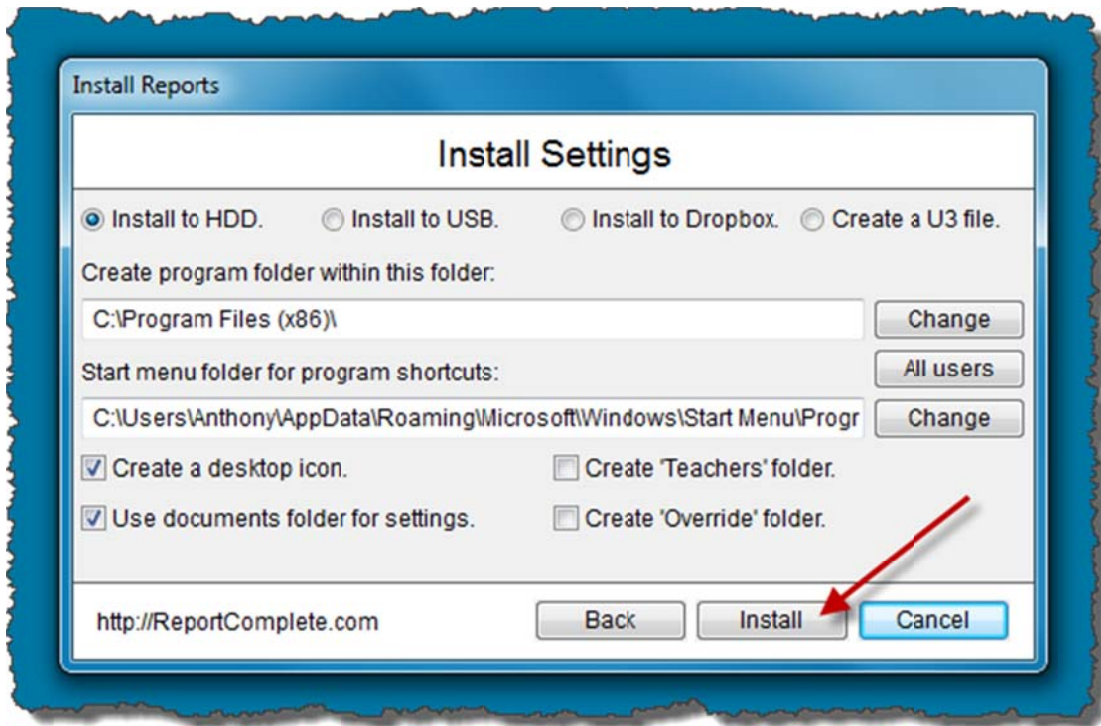 Install Reports
Install Settings
Install to HDD. Install to USB. Install to Dropbox. Create a U3 file.
Create program folder within this folder:
C:\Program Files (x86)\ Change
Start menu folder for program shortcuts: All users
C:\Users\Anthony\AppData\Roaming\Microsoft\Windows\Start Menu\Progr Change
Create a desktop icon. Create 'Teachers' folder.
Use documents folder for settings. Create 'Override' folder.
http://ReportComplete.com Back Install Cancel